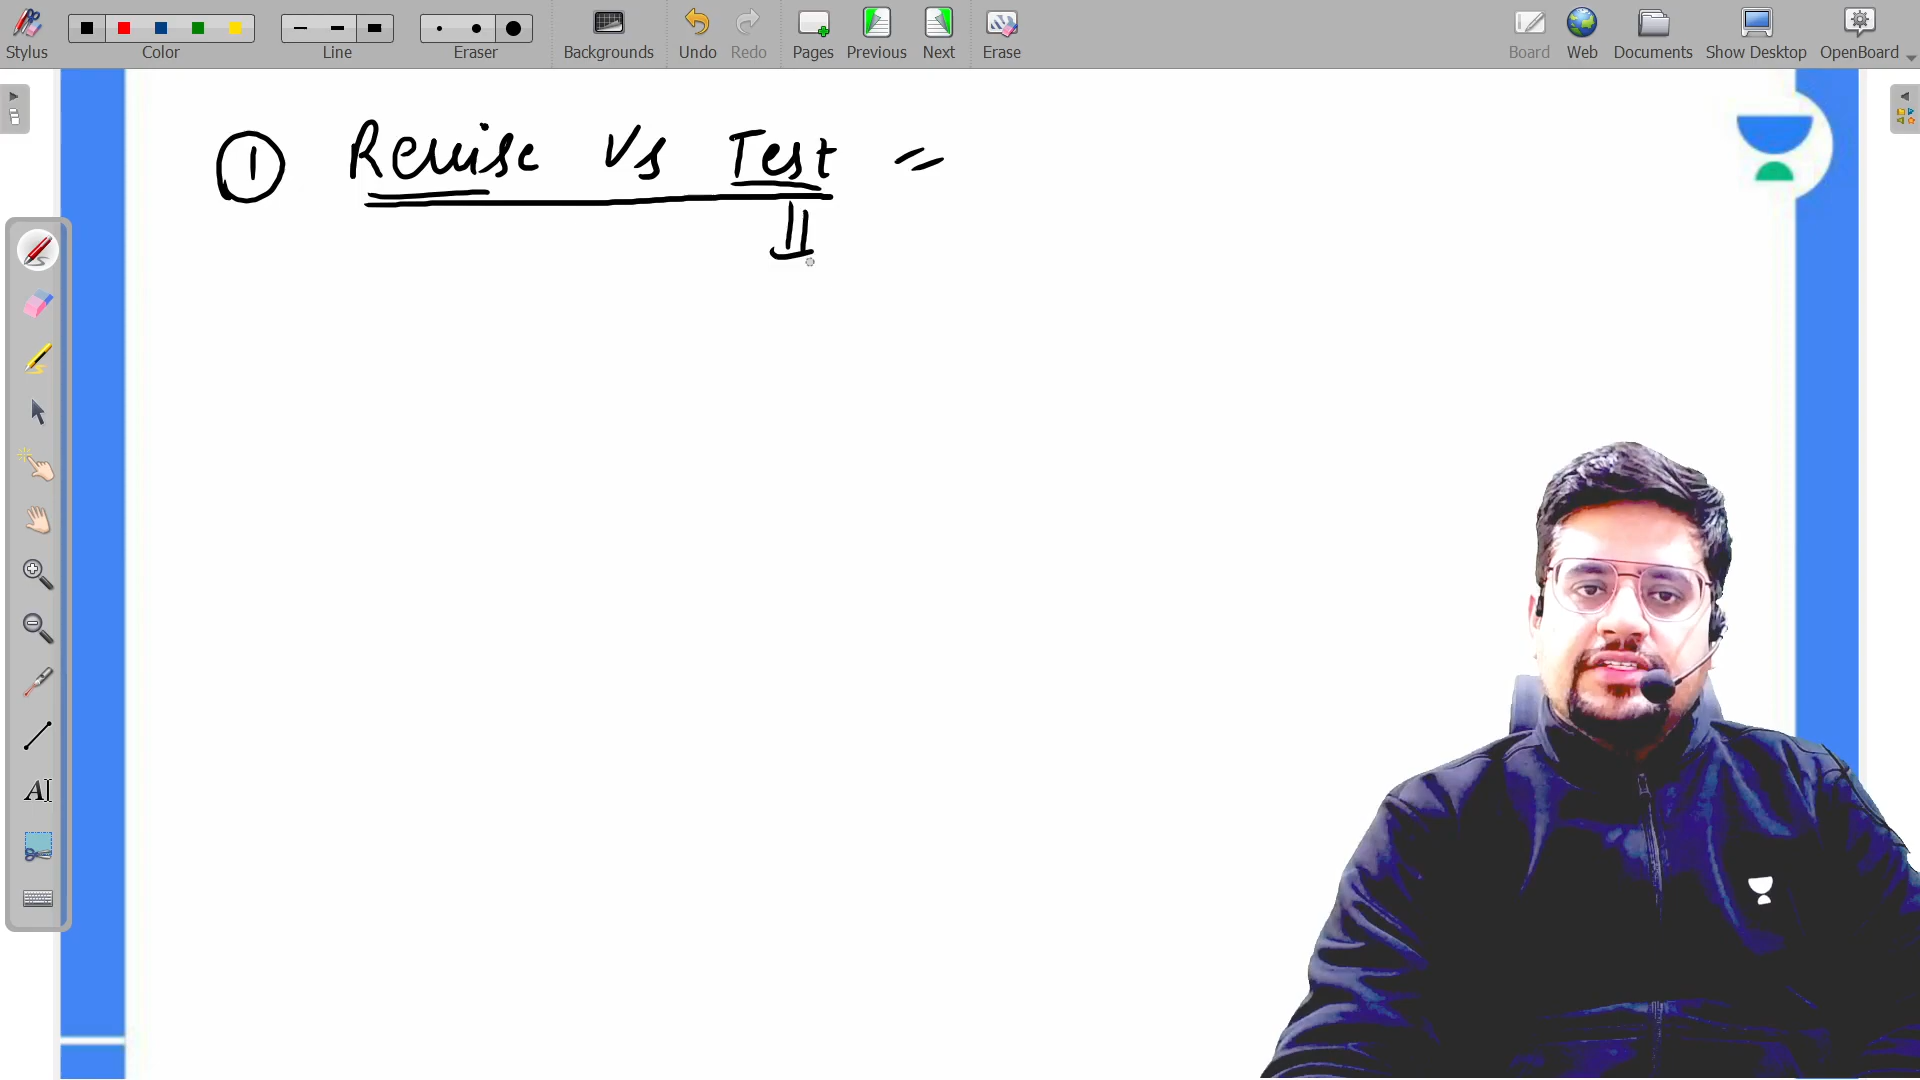 Stylus Color Line Eraser Backgrounds Undo Redo Pages Previous Next Erase Board Web Documents Show Desktop OpenBoard
① Revise Vs Test =
AI